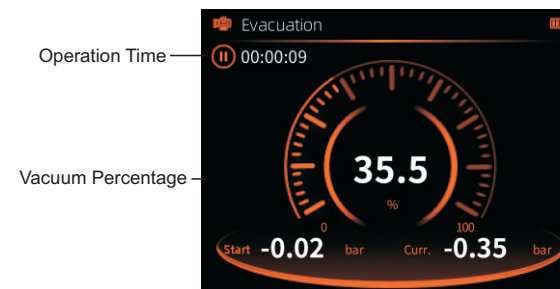 Evacuation
Operation Time
00:00:09
Vacuum Percentage
35.5
%
0
100
Start -0.02 bar
Curr. -0.35 bar